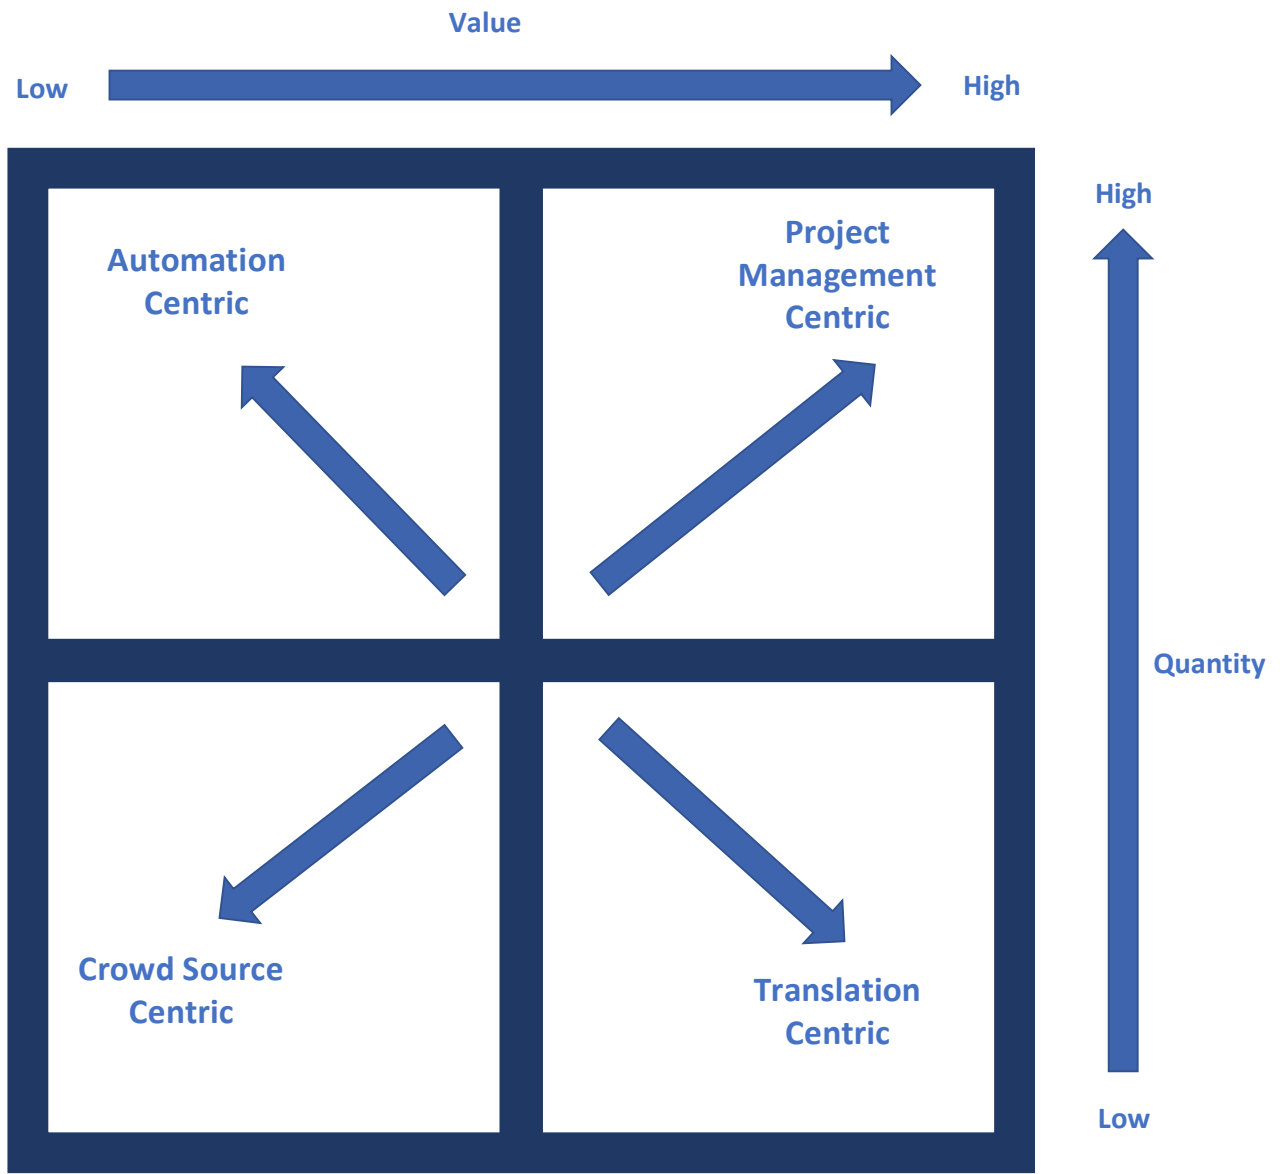 Value
Low
High
High
Automation
Centric
Project
Management
Centric
Quantity
Crowd Source
Centric
Translation
Centric
Low